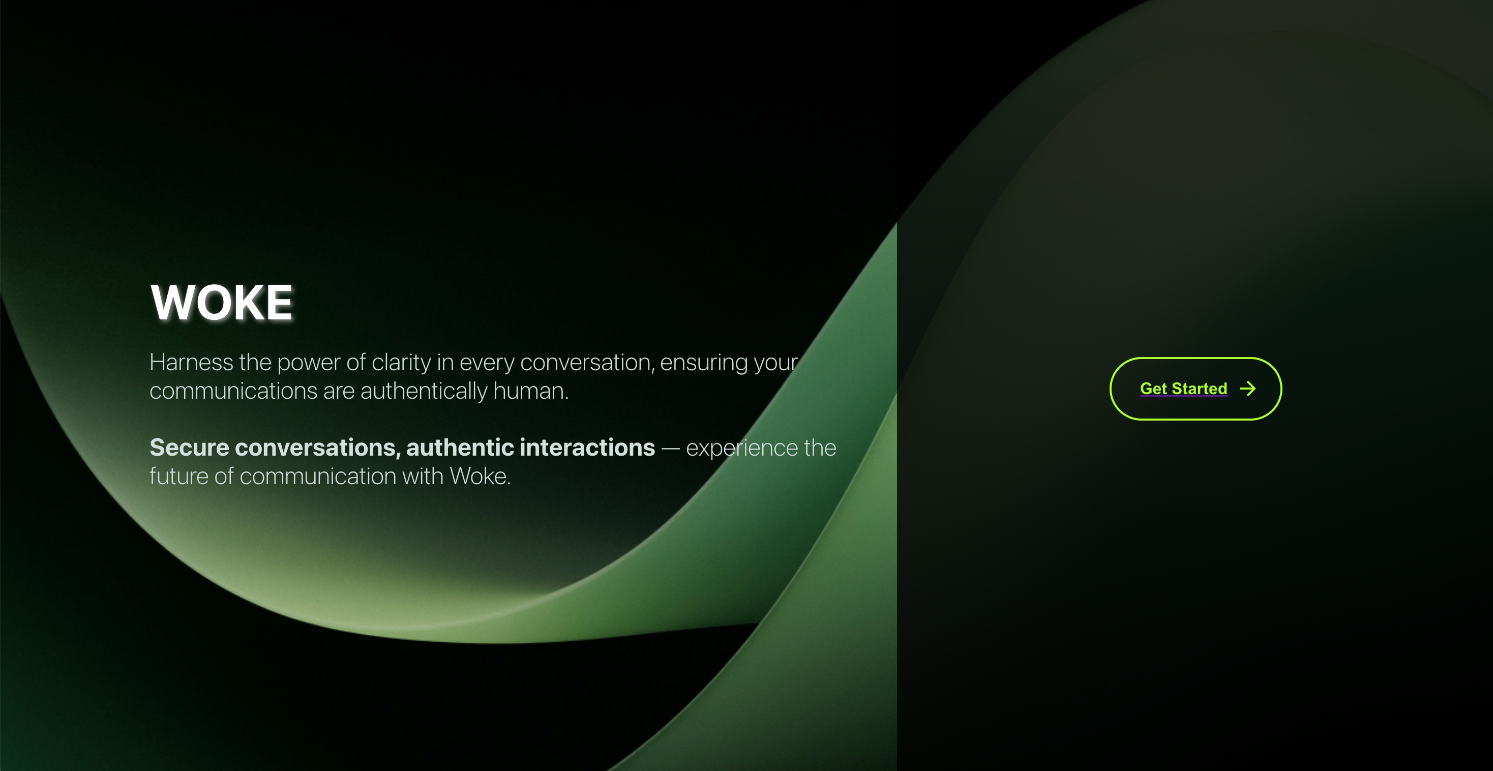 WOKE
Harness the power of clarity in every conversation, ensuring your
communications are authentically human.
Secure conversations, authentic interactions — experience the
future of communication with Woke.
Get Started →